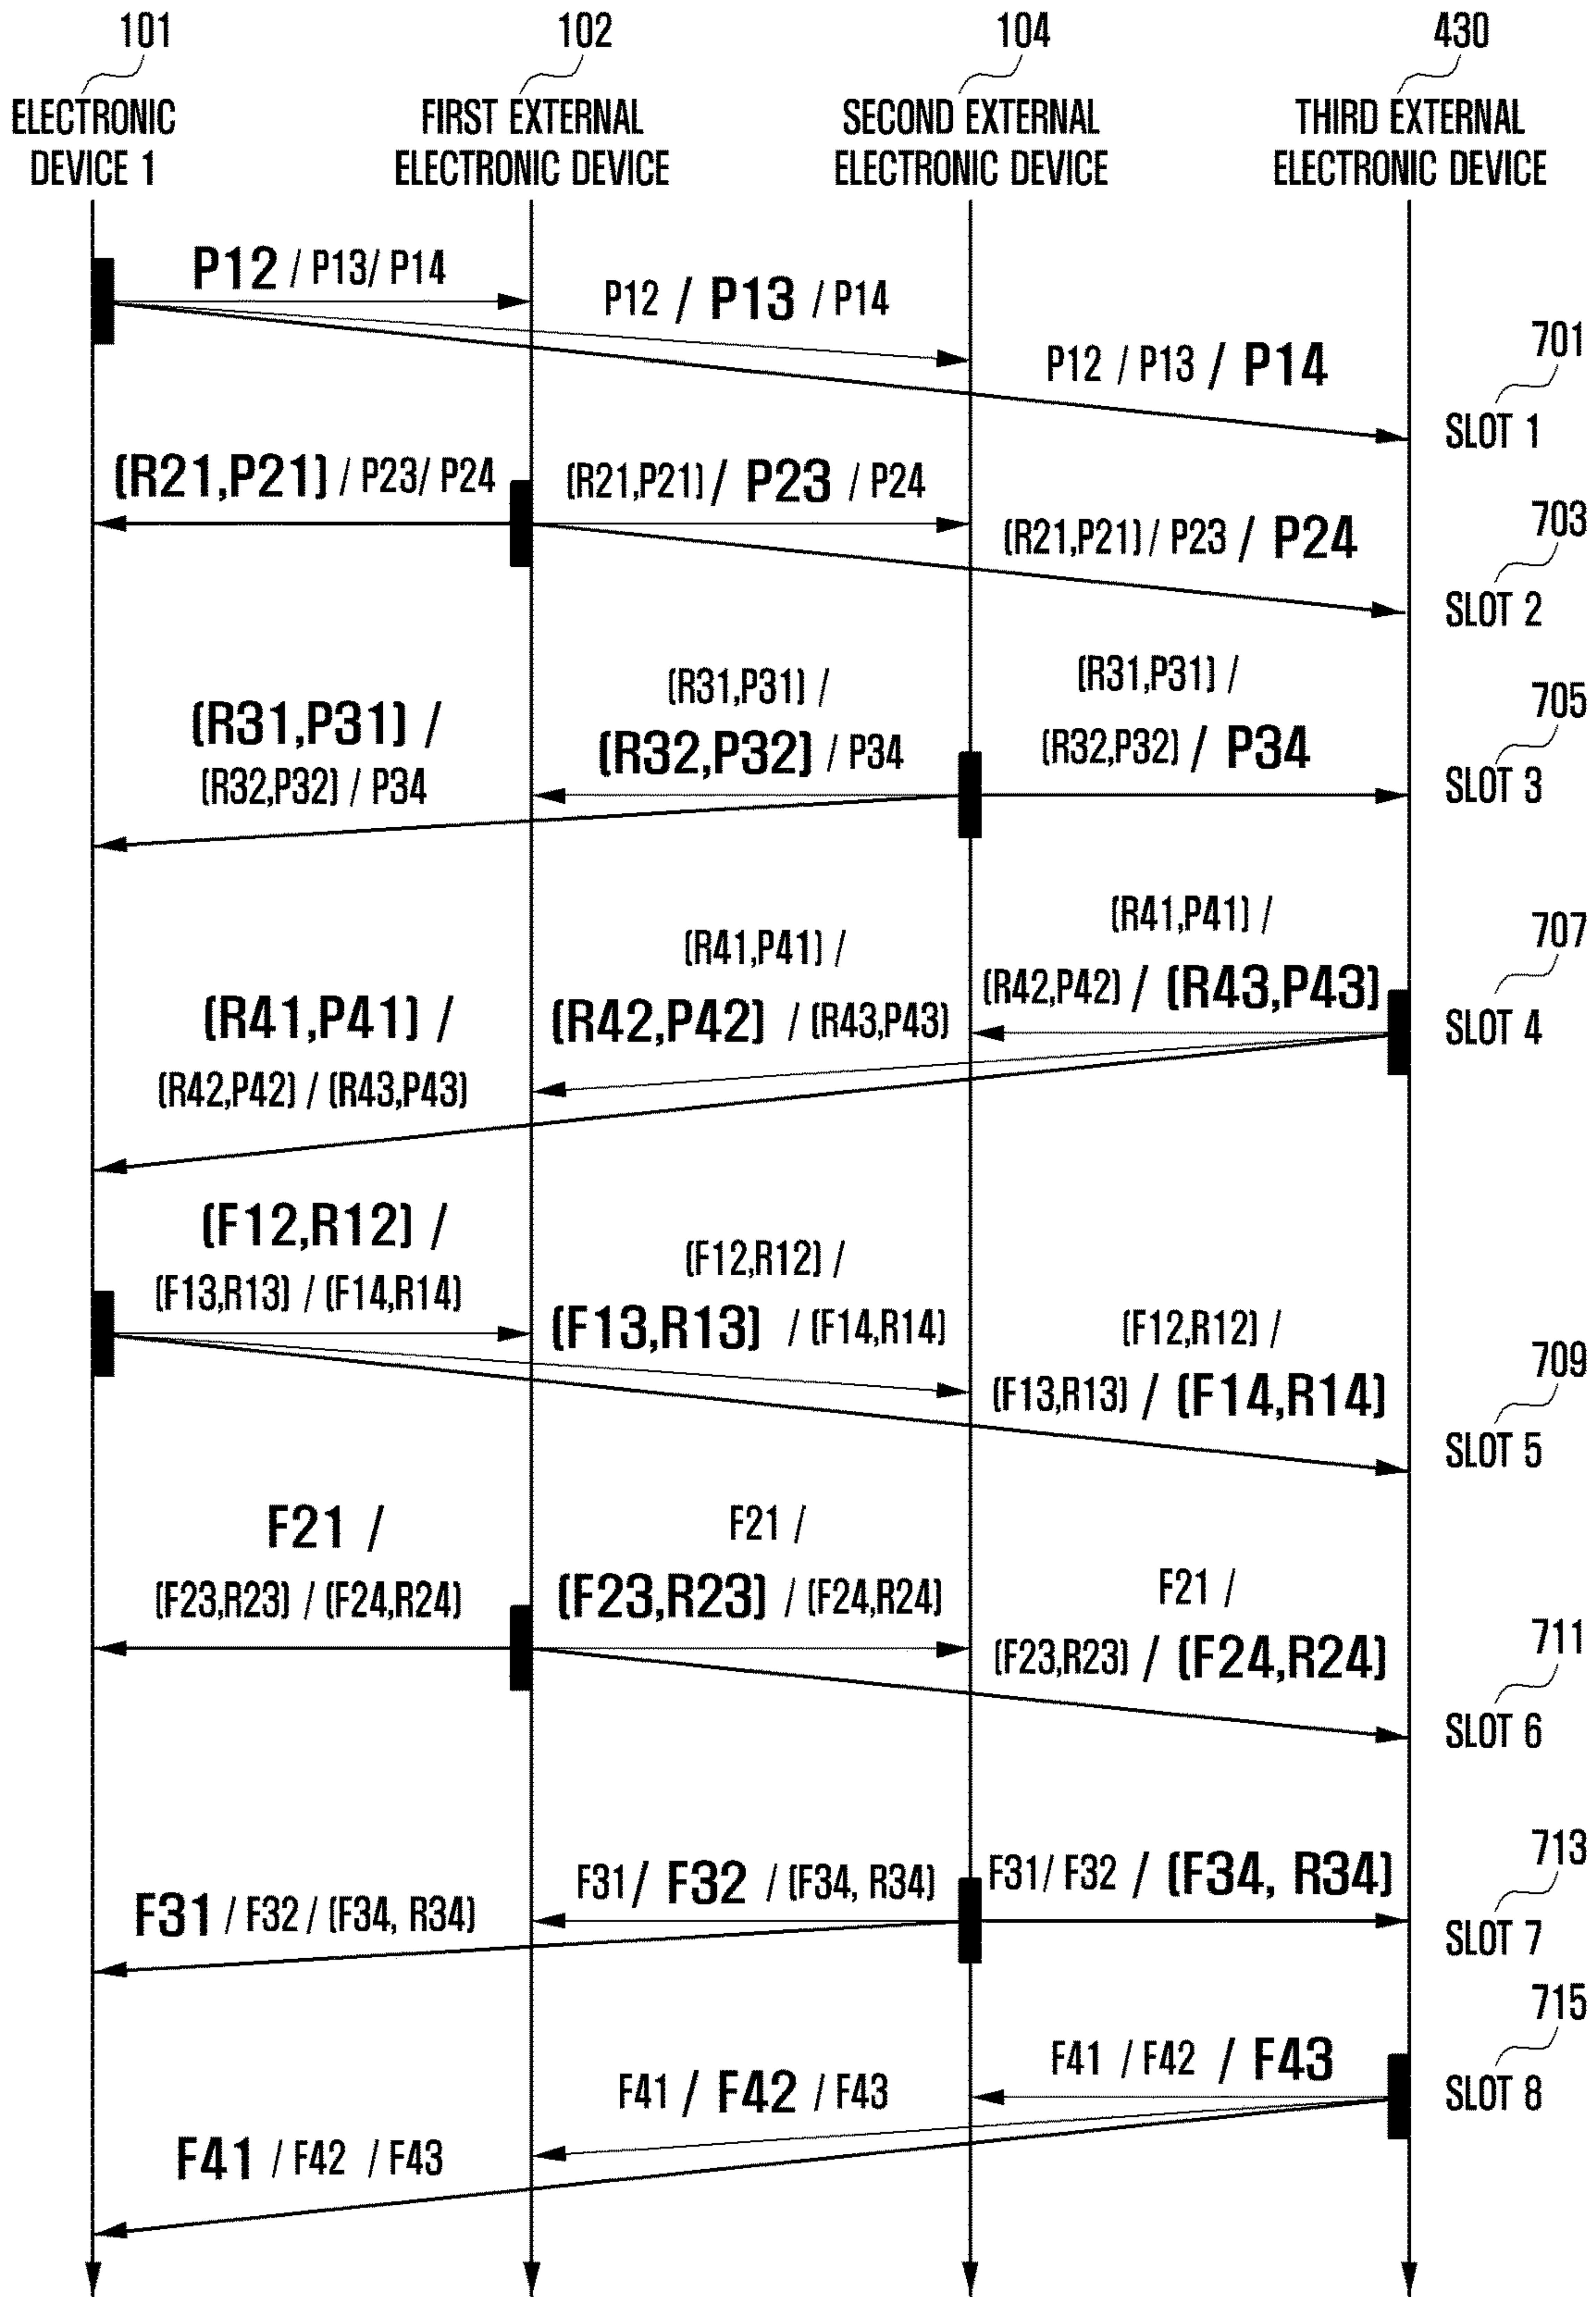 101
102
104
430
ELECTRONIC
DEVICE 1
FIRST EXTERNAL
ELECTRONIC DEVICE
SECOND EXTERNAL
ELECTRONIC DEVICE
THIRD EXTERNAL
ELECTRONIC DEVICE
P12 / P13/ P14
P12 / P13 / P14
P12 / P13 / P14
701
SLOT 1
(R21,P21) / P23/ P24
(R21,P21) / P23 / P24
(R21,P21) / P23 / P24
703
SLOT 2
(R31,P31) /
(R32,P32) / P34
(R31,P31) /
(R32,P32) / P34
(R31,P31) /
(R32,P32) / P34
705
SLOT 3
(R41,P41) /
(R42,P42) / (R43,P43)
(R41,P41) /
(R42,P42) / (R43,P43)
(R41,P41) /
(R42,P42) / (R43,P43)
707
SLOT 4
(F12,R12) /
(F13,R13) / (F14,R14)
(F12,R12) /
(F13,R13) / (F14,R14)
(F12,R12) /
(F13,R13) / (F14,R14)
709
SLOT 5
F21 /
(F23,R23) / (F24,R24)
F21 /
(F23,R23) / (F24,R24)
F21 /
(F23,R23) / (F24,R24)
711
SLOT 6
F31 / F32 / (F34, R34)
F31 / F32 / (F34, R34)
F31/ F32 / (F34, R34)
713
SLOT 7
F41 / F42 / F43
F41 / F42 / F43
F41 / F42 / F43
715
SLOT 8